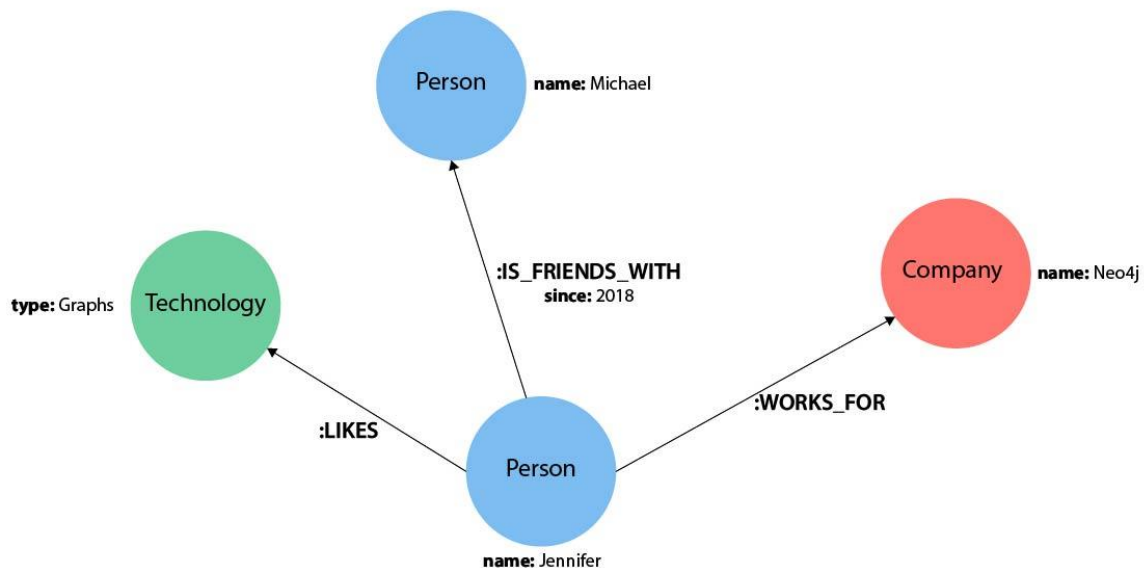 Person
name: Michael
:IS_FRIENDS_WITH
since: 2018
Company
name: Neo4j
type: Graphs
Technology
:WORKS_FOR
:LIKES
Person
name: Jennifer